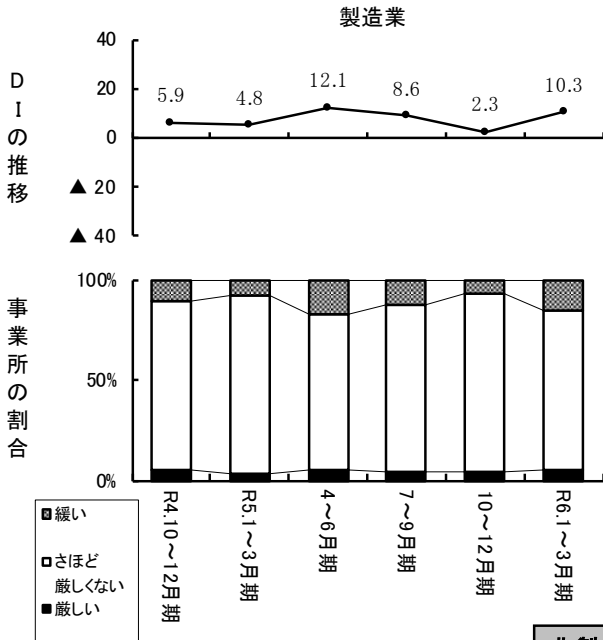 製造業
DIの推移
40
20
0
▲ 20
▲ 40
5.9
4.8
12.1
8.6
2.3
10.3
事業所の割合
100%
50%
0%
R4.10～12月期
R5.1～3月期
4～6月期
7～9月期
10～12月期
R6.1～3月期
緩い
さほど
厳しくない
厳しい